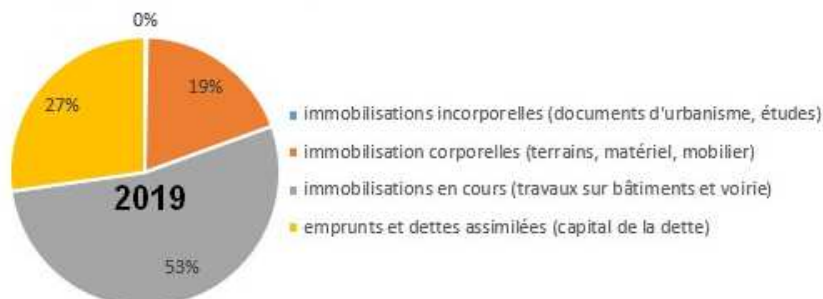 0%
19%
27%
2019
53%
immobilisations incorporelles (documents d'urbanisme, études)
immobilisation corporelles (terrains, matériel, mobilier)
immobilisations en cours (travaux sur bâtiments et voirie)
emprunts et dettes assimilées (capital de la dette)